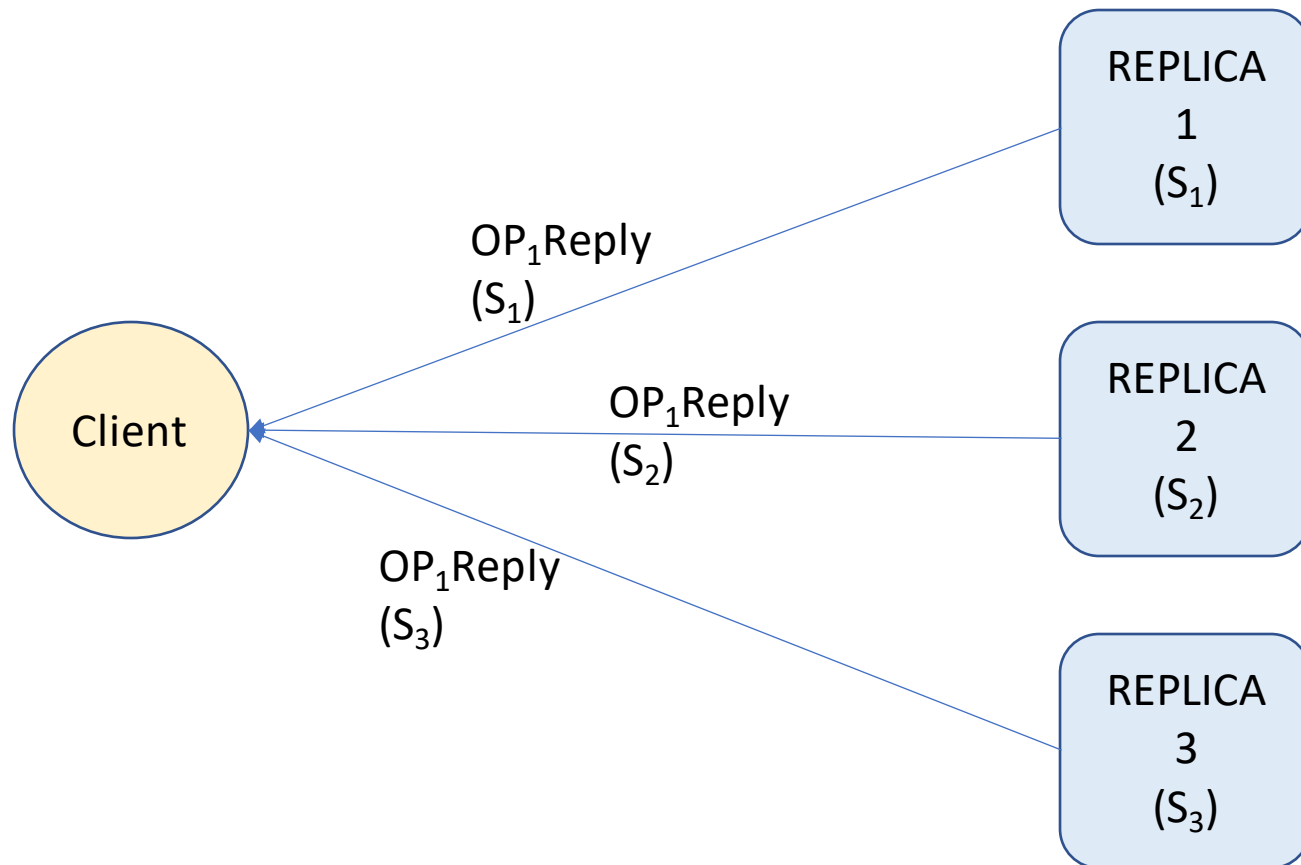 REPLICA
1
(S₁)
OP₁Reply
(S₁)
Client
OP₁Reply
(S₂)
REPLICA
2
(S₂)
OP₁Reply
(S₃)
REPLICA
3
(S₃)